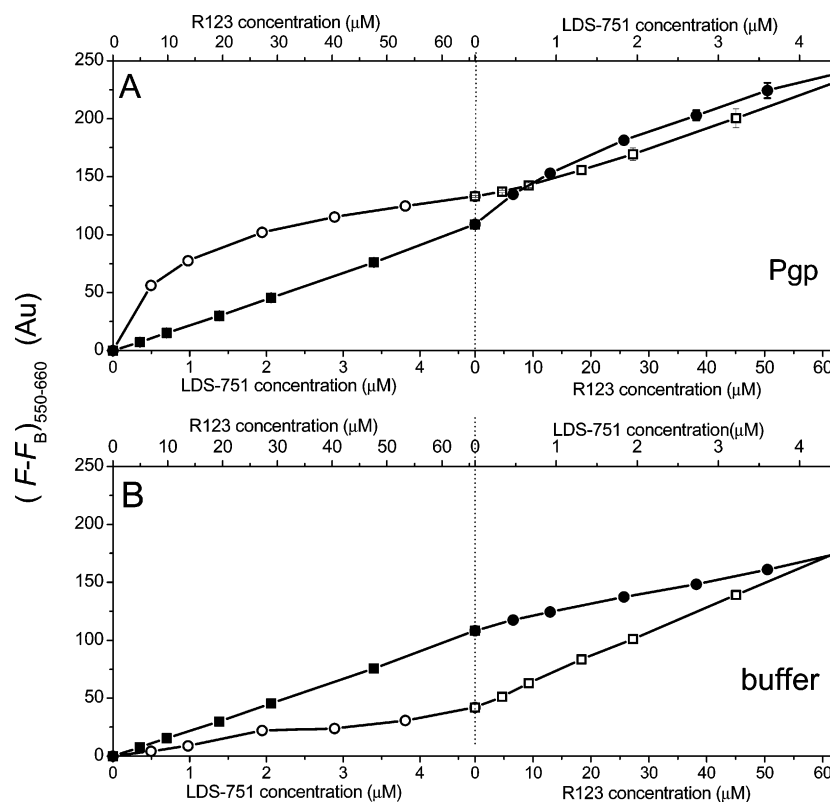 R123 concentration (μM)
LDS-751 concentration (μM)
0 10 20 30 40 50 60 0 1 2 3 4
A
250
200
150
100
50
0
Pgp
0 1 2 3 4 0 10 20 30 40 50 60
LDS-751 concentration (μM)
R123 concentration (μM)
(F-FB)550-660 (Au)
R123 concentration (μM)
LDS-751 concentration(μM)
0 10 20 30 40 50 60 0 1 2 3 4
B
250
200
150
100
50
0
buffer
0 1 2 3 4 0 10 20 30 40 50 60
LDS-751 concentration (μM)
R123 concentration (μM)